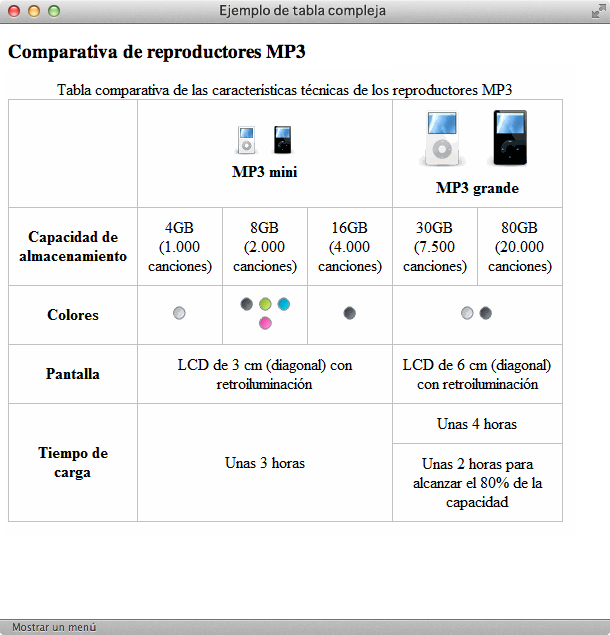 Ejemplo de tabla compleja
Comparativa de reproductores MP3
Tabla comparativa de las caracteristicas técnicas de los reproductores MP3
MP3 mini
MP3 grande
Capacidad de
almacenamiento
4GB
(1.000
canciones)
8GB
(2.000
canciones)
16GB
(4.000
canciones)
30GB
(7.500
canciones)
80GB
(20.000
canciones)
Colores
Pantalla
LCD de 3 cm (diagonal) con
retroiluminación
LCD de 6 cm (diagonal)
con retroiluminación
Tiempo de
carga
Unas 3 horas
Unas 4 horas
Unas 2 horas para
alcanzar el 80% de la
capacidad
Mostrar un menú